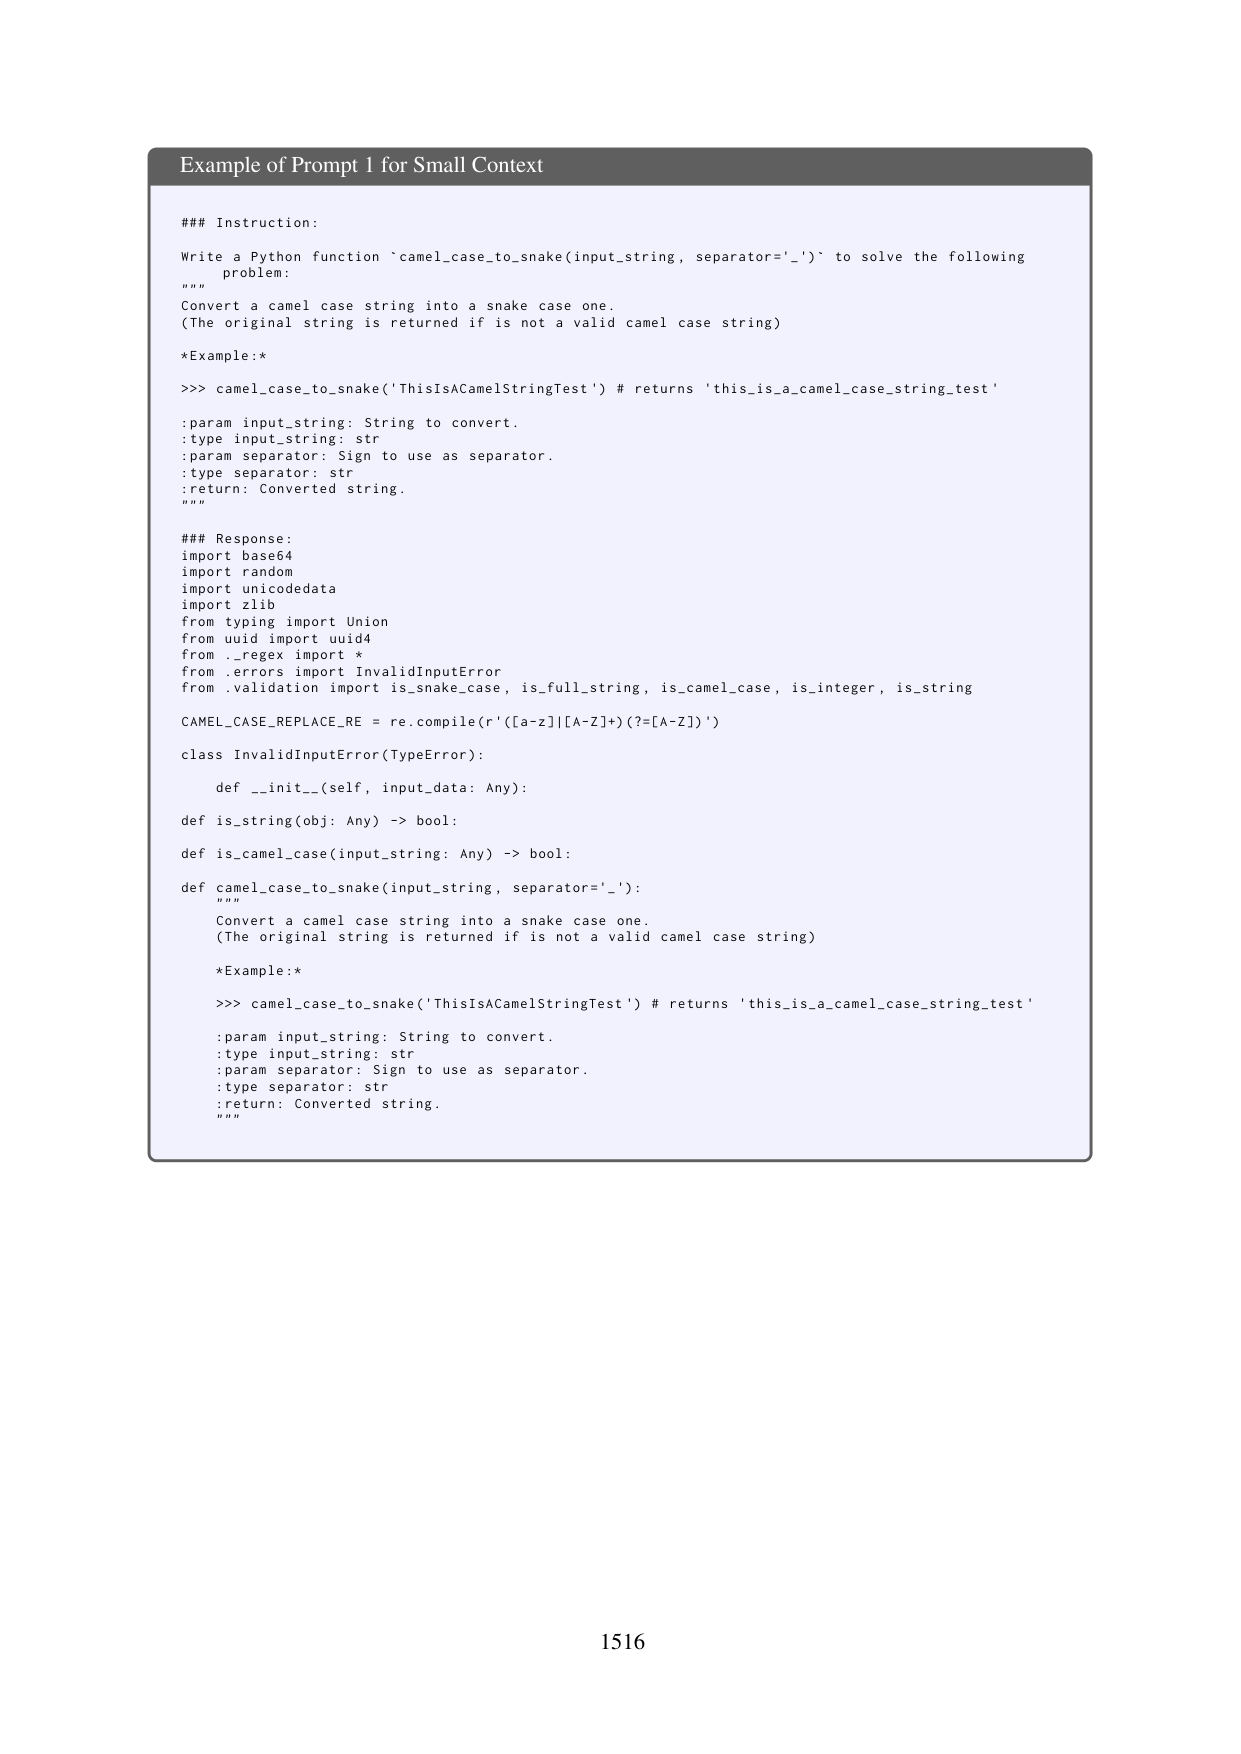 Example of Prompt 1 for Small Context
### Instruction:
Write a Python function `camel_case_to_snake(input_string, separator='_')` to solve the following
problem:
"""
Convert a camel case string into a snake case one.
(The original string is returned if is not a valid camel case string)
*Example:*
>>> camel_case_to_snake('ThisIsACamelStringTest') # returns 'this_is_a_camel_case_string_test'
:param input_string: String to convert.
:type input_string: str
:param separator: Sign to use as separator.
:type separator: str
:return: Converted string.
"""
### Response:
import base64
import random
import unicodedata
import zlib
from typing import Union
from uuid import uuid4
from ._regex import *
from .errors import InvalidInputError
from .validation import is_snake_case, is_full_string, is_camel_case, is_integer, is_string
CAMEL_CASE_REPLACE_RE = re.compile(r'([a-z]|[A-Z]+)(?=[A-Z])')
class InvalidInputError(TypeError):
    def __init__(self, input_data: Any):
def is_string(obj: Any) -> bool:
def is_camel_case(input_string: Any) -> bool:
def camel_case_to_snake(input_string, separator='_'):
    """
    Convert a camel case string into a snake case one.
    (The original string is returned if is not a valid camel case string)
    *Example:*
    >>> camel_case_to_snake('ThisIsACamelStringTest') # returns 'this_is_a_camel_case_string_test'
    :param input_string: String to convert.
    :type input_string: str
    :param separator: Sign to use as separator.
    :type separator: str
    :return: Converted string.
    """
1516